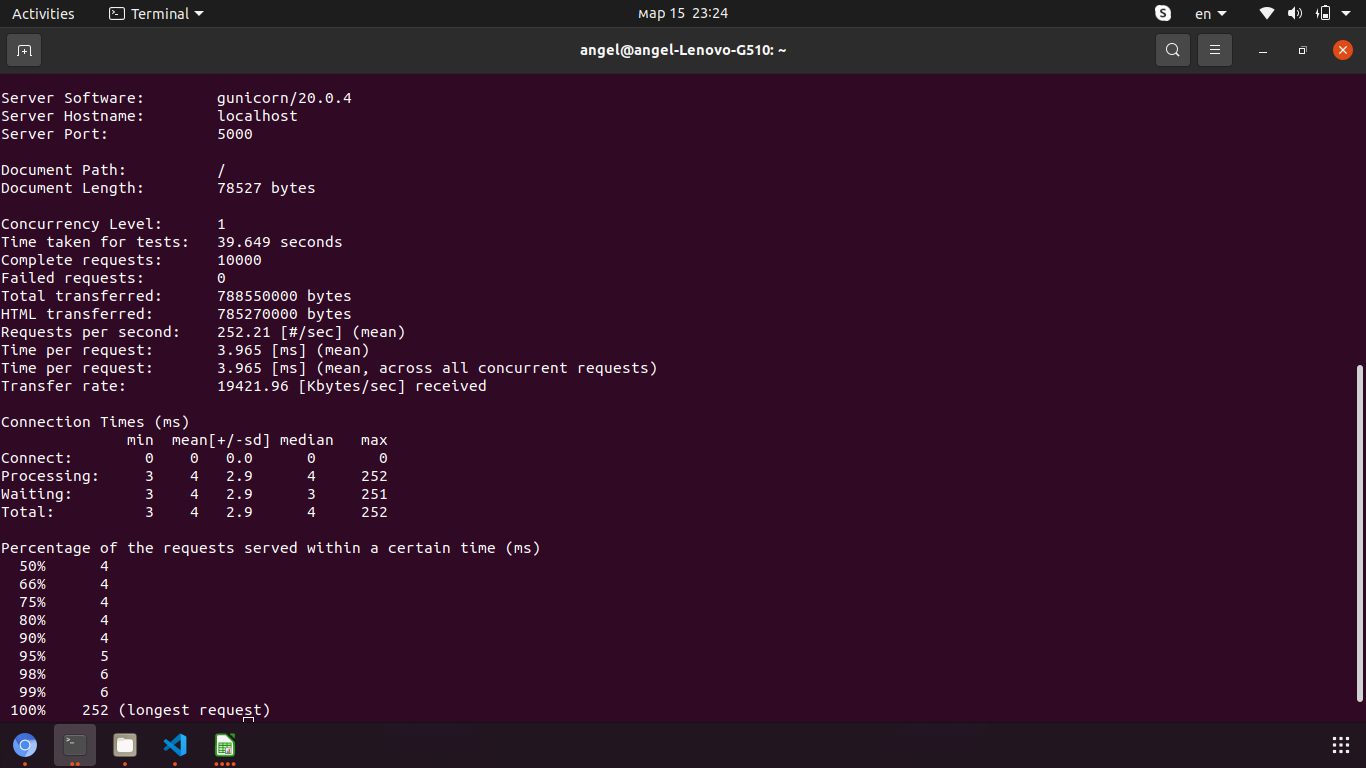 Activities Terminal мар 15 23:24 en
angel@angel-Lenovo-G510: ~
Server Software: gunicorn/20.0.4
Server Hostname: localhost
Server Port: 5000
Document Path: /
Document Length: 78527 bytes
Concurrency Level: 1
Time taken for tests: 39.649 seconds
Complete requests: 10000
Failed requests: 0
Total transferred: 788550000 bytes
HTML transferred: 785270000 bytes
Requests per second: 252.21 [#/sec] (mean)
Time per request: 3.965 [ms] (mean)
Time per request: 3.965 [ms] (mean, across all concurrent requests)
Transfer rate: 19421.96 [Kbytes/sec] received
Connection Times (ms)
min mean[+/-sd] median max
Connect: 0 0 0.0 0 0
Processing: 3 4 2.9 4 252
Waiting: 3 4 2.9 3 251
Total: 3 4 2.9 4 252
Percentage of the requests served within a certain time (ms)
50% 4
66% 4
75% 4
80% 4
90% 4
95% 5
98% 6
99% 6
100% 252 (longest request)